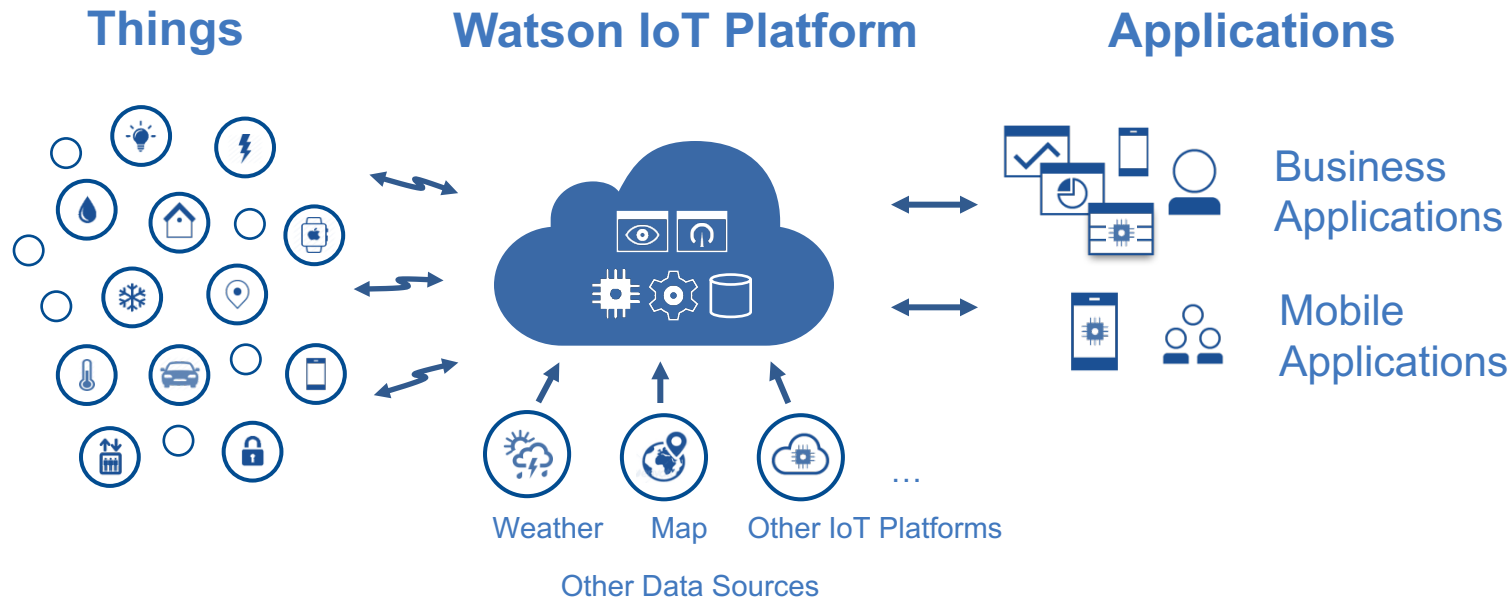 Things
Watson IoT Platform
Applications
Business
Applications
Mobile
Applications
...
Weather
Map
Other IoT Platforms
Other Data Sources